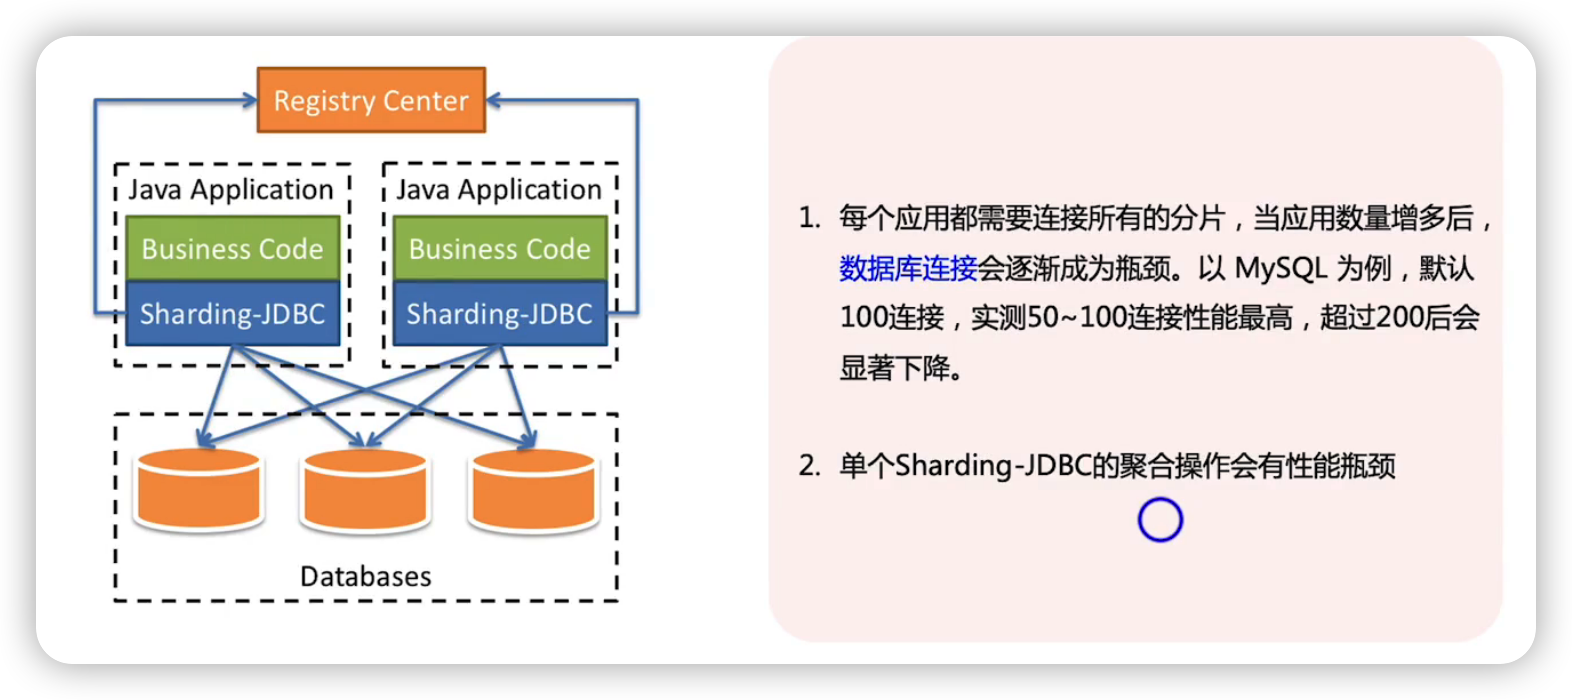 Registry Center
Java Application
Business Code
Sharding-JDBC
Java Application
Business Code
Sharding-JDBC
Databases
1. 每个应用都需要连接所有的分片，当应用数量增多后，
数据库连接会逐渐成为瓶颈。以 MySQL 为例，默认
100连接，实测50~100连接性能最高，超过200后会
显著下降。
2. 单个Sharding-JDBC的聚合操作会有性能瓶颈